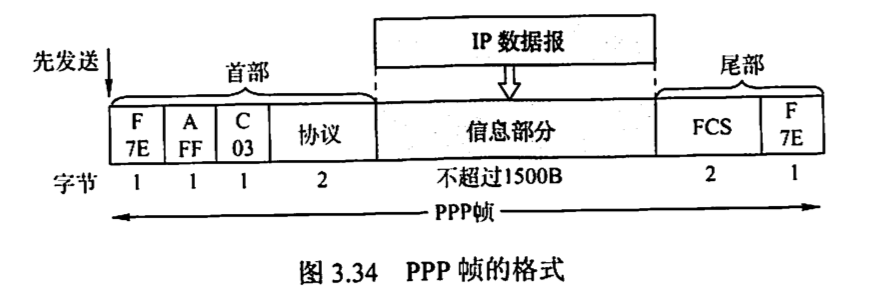 IP 数据报
先发送
首部
尾部
F A C 协议 信息部分 FCS F
7E FF 03 7E
字节 1 1 1 2 不超过1500B 2 1
PPP帧
图 3.34 PPP 帧的格式